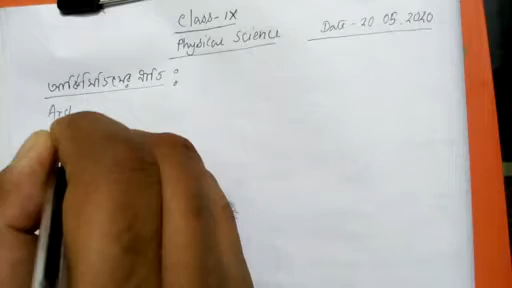 Class-IX
Physical Science
Date - 20.05.2020
আর্কিমিডিসের নীতি :